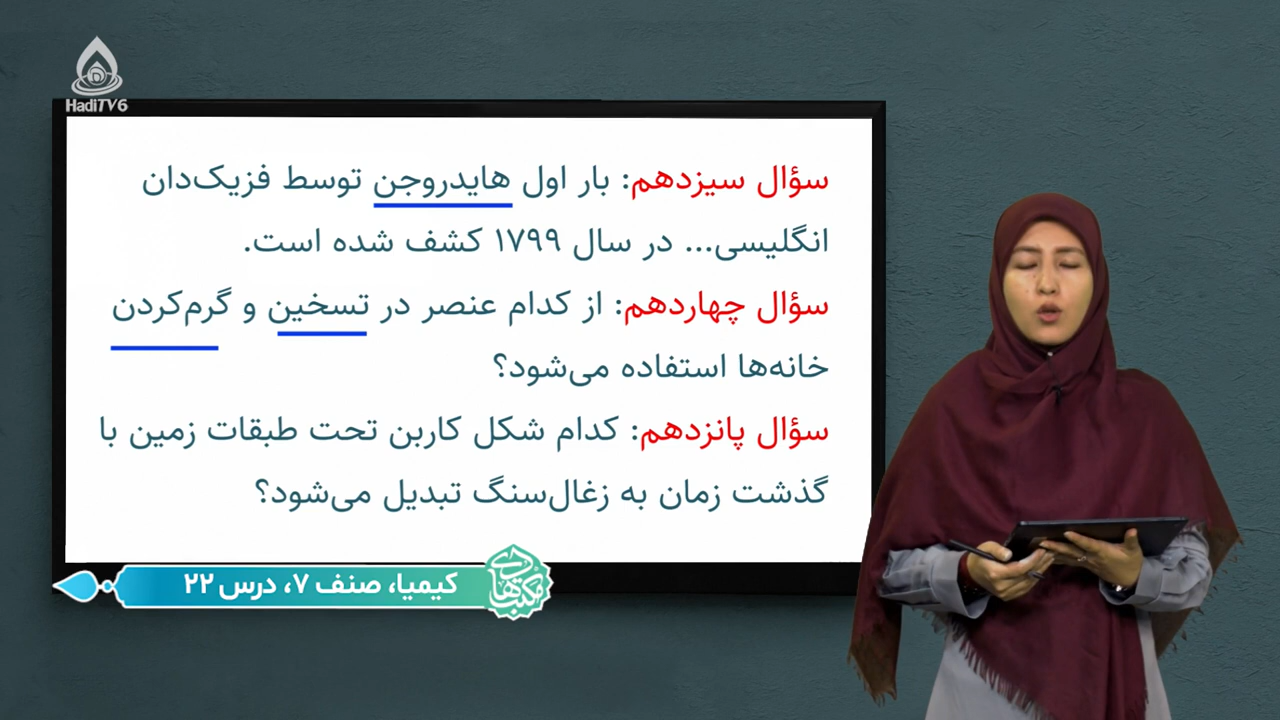 HadiTV6
سؤال سیزدهم: بار اول هایدروجن توسط فزیک‌دان
انگلیسی... در سال ۱۷۹۹ کشف شده است.
سؤال چهاردهم: از کدام عنصر در تسخین و گرم‌کردن
خانه‌ها استفاده می‌شود؟
سؤال پانزدهم: کدام شکل کاربن تحت طبقات زمین با
گذشت زمان به زغال‌سنگ تبدیل می‌شود؟
کیمیا، صنف ۷، درس ۲۲